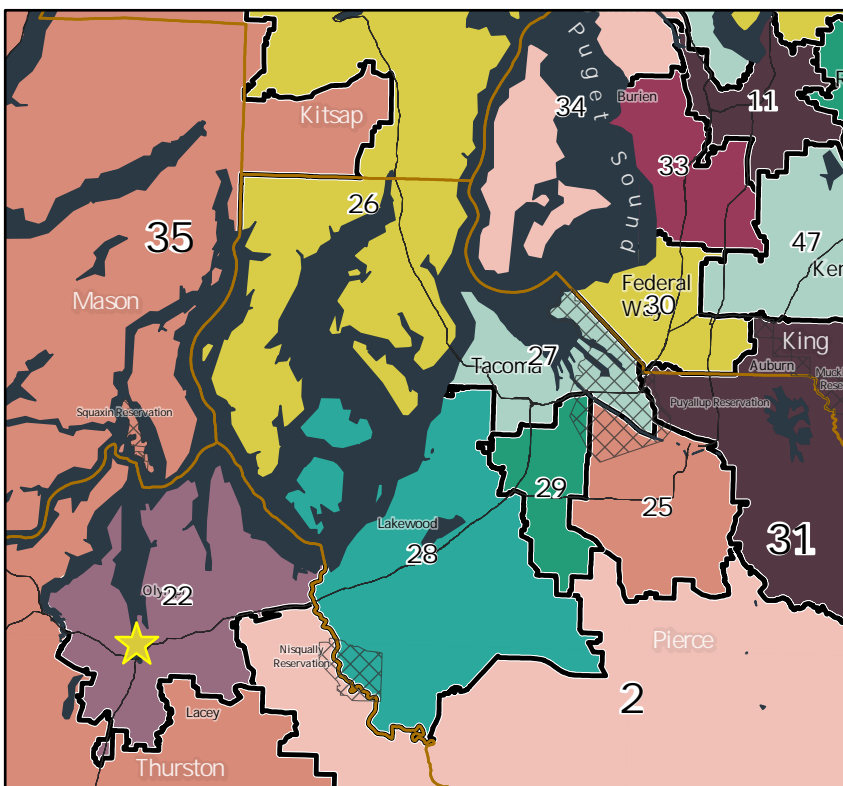 Puget Sound
34
Burien
11
Kitsap
33
26
35
47
Mason
Federal
Way
30
27
Tacoma
King
Auburn
Squaxin Reservation
Puyallup Reservation
29
25
Lakewood
28
31
22
Nisqually
Reservation
Pierce
2
Lacey
Thurston